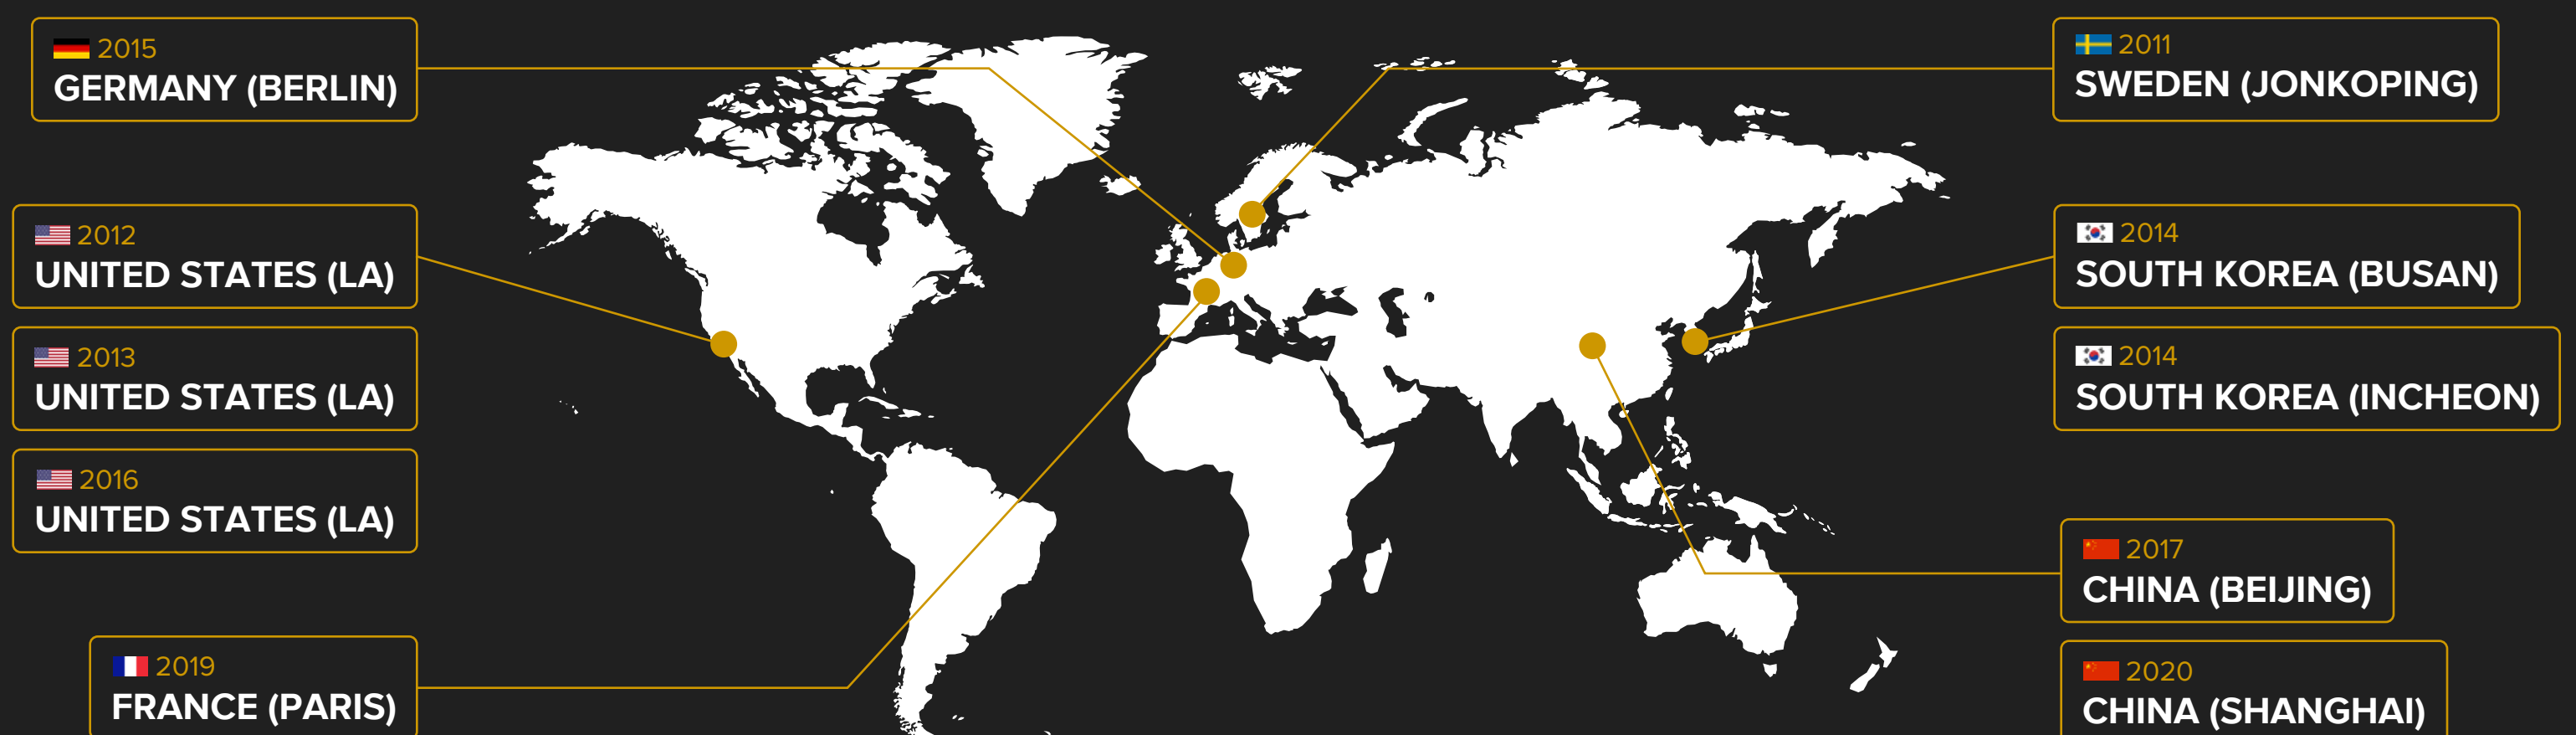 2015
GERMANY (BERLIN)
2012
UNITED STATES (LA)
2013
UNITED STATES (LA)
2016
UNITED STATES (LA)
2019
FRANCE (PARIS)
2011
SWEDEN (JONKOPING)
2014
SOUTH KOREA (BUSAN)
2014
SOUTH KOREA (INCHEON)
2017
CHINA (BEIJING)
2020
CHINA (SHANGHAI)